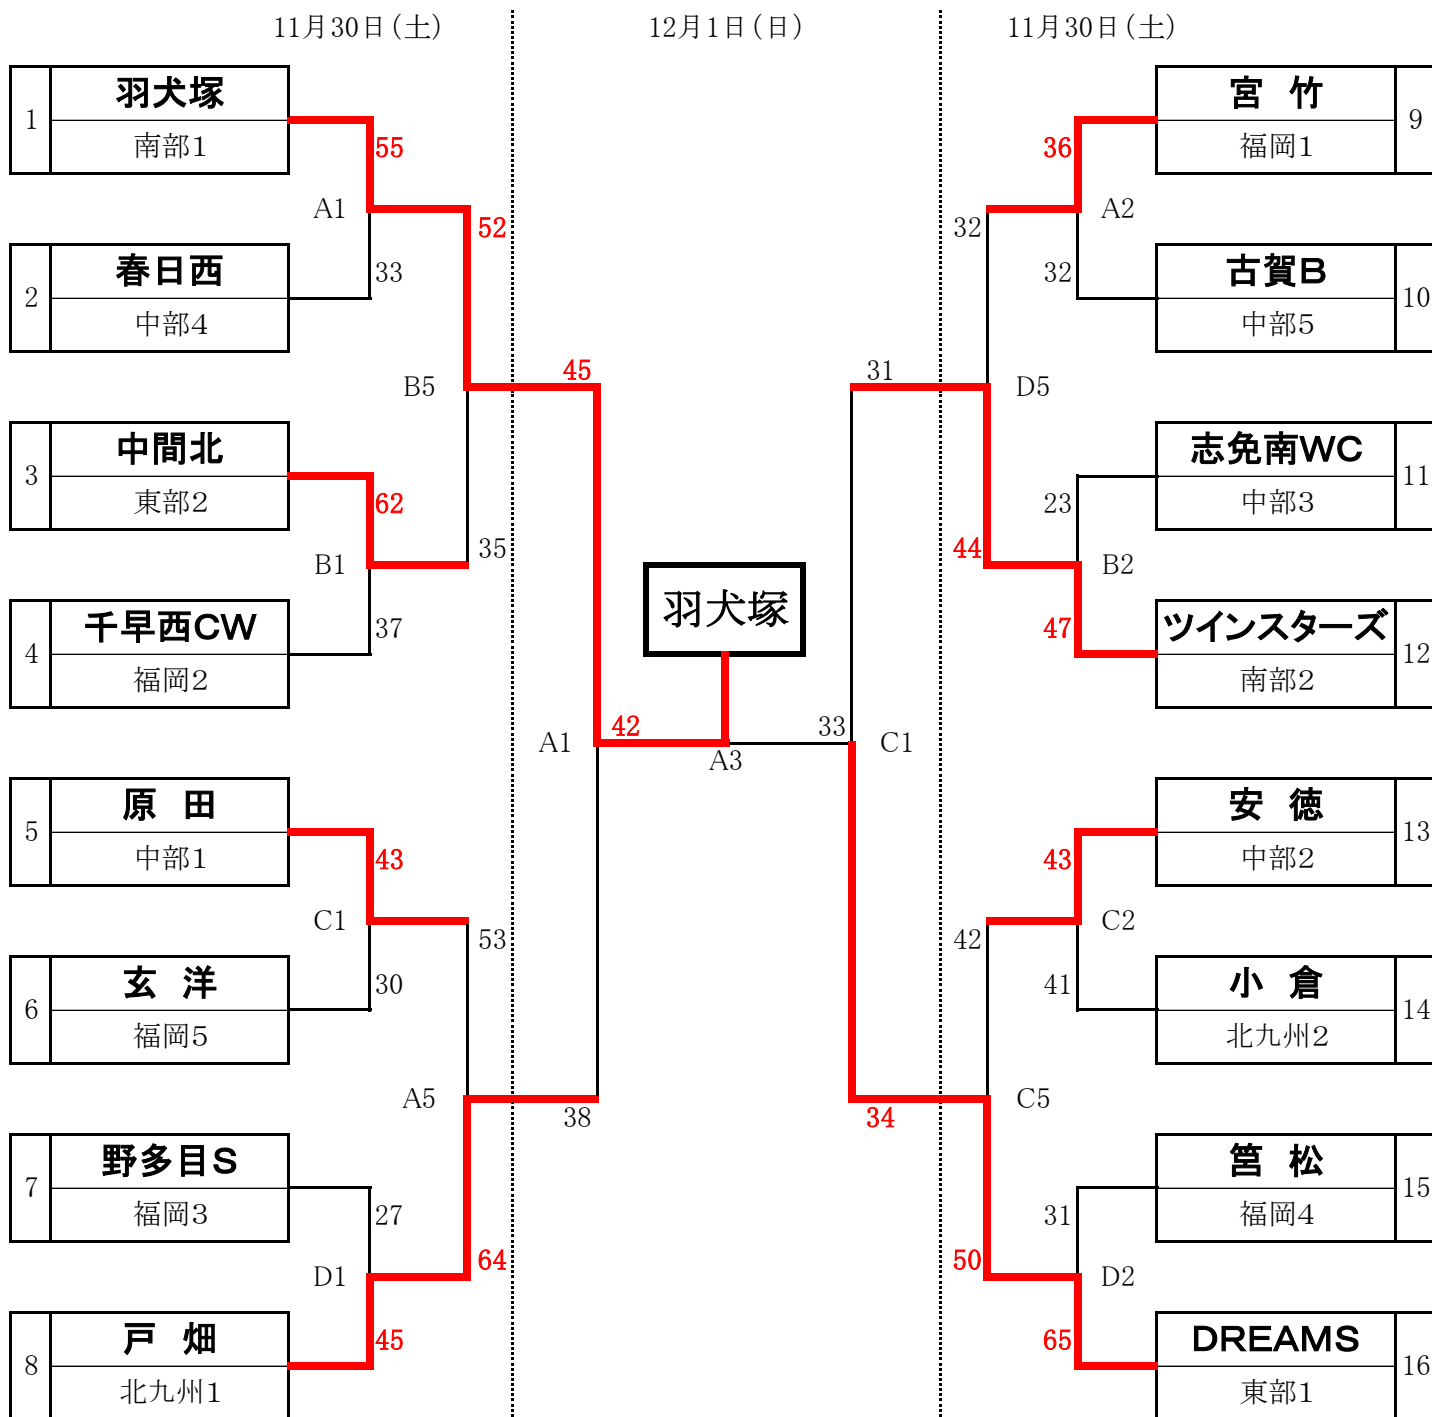 11月30日（土）
12月1日（日）
11月30日（土）
1
羽犬塚
南部1
2
春日西
中部4
3
中間北
東部2
4
千早西CW
福岡2
5
原 田
中部1
6
玄 洋
福岡5
7
野多目S
福岡3
8
戸 畑
北九州1
55
A1
33
62
B1
37
43
C1
30
27
D1
45
52
B5
35
53
A5
64
45
A1
38
羽犬塚
42
A3
33
31
C1
34
32
D5
44
42
C5
50
36
A2
32
23
B2
47
43
C2
41
31
D2
65
宮 竹
福岡1
9
古賀B
中部5
10
志免南WC
中部3
11
ツインスターズ
南部2
12
安 徳
中部2
13
小 倉
北九州2
14
筥 松
福岡4
15
DREAMS
東部1
16